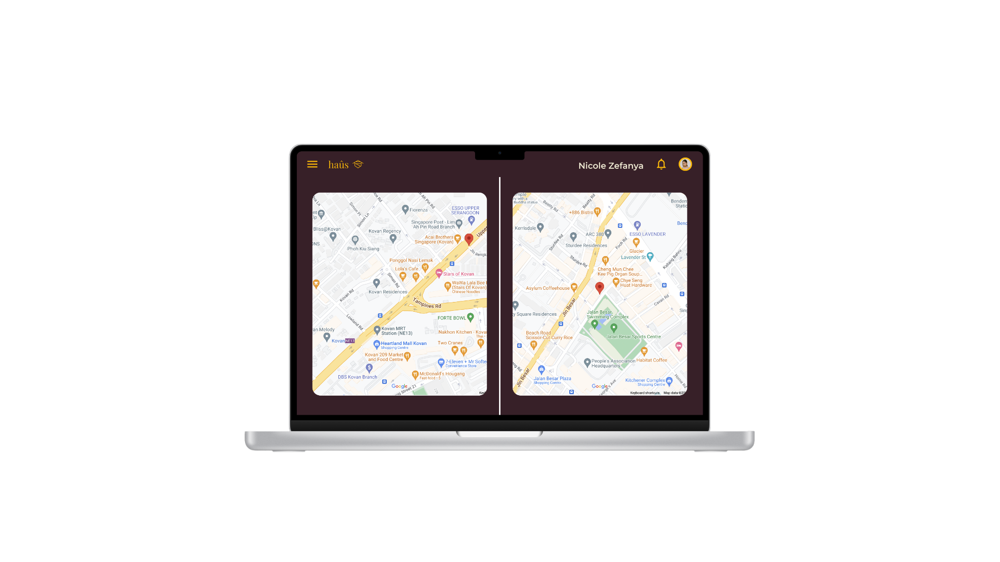 haûs
Nicole Zefanya
Simon Pl
Simon Ln
Ah Pin Rd
Fiorenza
ESSO UPPER
SERANGOON
Singapore Post - Lim
Ah Pin Road Branch
Bliss@Kovan
Kovan Regency
Acai Brothers
Singapore (Kovan)
Phoh Kiu Siang
Ponggol Nasi Lemak
Lola's Cafe
Stars of Kovan
Simon Rd
WaWa Lala Bee
(Stars Of Kovan)
Chinese Noodles
Kovan Residences
Kovan Rd
Tampines Rd
FORTE BOWL
Lowland Rd
Kovan MRT
Station (NE13)
Nakhon Kitchen - Kovan
Thai •
Kovan NE13
Heartland Mall Kovan
Shopping Centre
Two Cranes
Kovan 209 Market
and Food Centre
7-Eleven + Mr Softe
Convenience Store
DBS Kovan Branch
McDonald's Hougang
Fast food • $
Google
Street 21
Buddha statue
Beatty Rd
Beatty Rd
+886 Bistro
Kerrisdale
ARC 380
ESSO LAVENDER
Sturdee Rd
Sturdee Residences
Foch Rd
Glacier
Lavender St
Kallang Bahru
Sturdee Rd
Cheng Mun Chee
Kee Pig Organ Soup...
Chye Seng
Huat Hardware
Asylum Coffeehouse
Cavan Rd
Jln Besar
Square Residences
Jalan Besar
Swimming Complex
Beach Road
Scissor-Cut Curry Rice
Jalan Besar Sports Centre
People's Association
Headquarters
Habitat Coffee
Jln Besar
Jalan Besar Plaza
Shopping Centre
Kitchener Complex
Shopping Centre
Horne Rd
Google
Keyboard shortcuts
Map data ©20